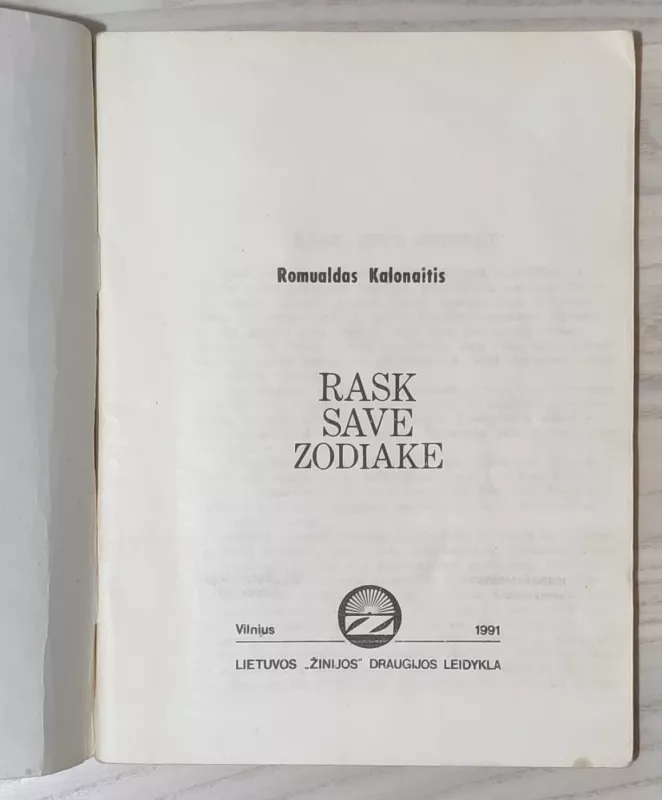 Romualdas Kalonaitis
RASK
SAVE
ZODIAKE
Vilnius 1991
LIETUVOS „ŽINIJOS" DRAUGIJOS LEIDYKLA